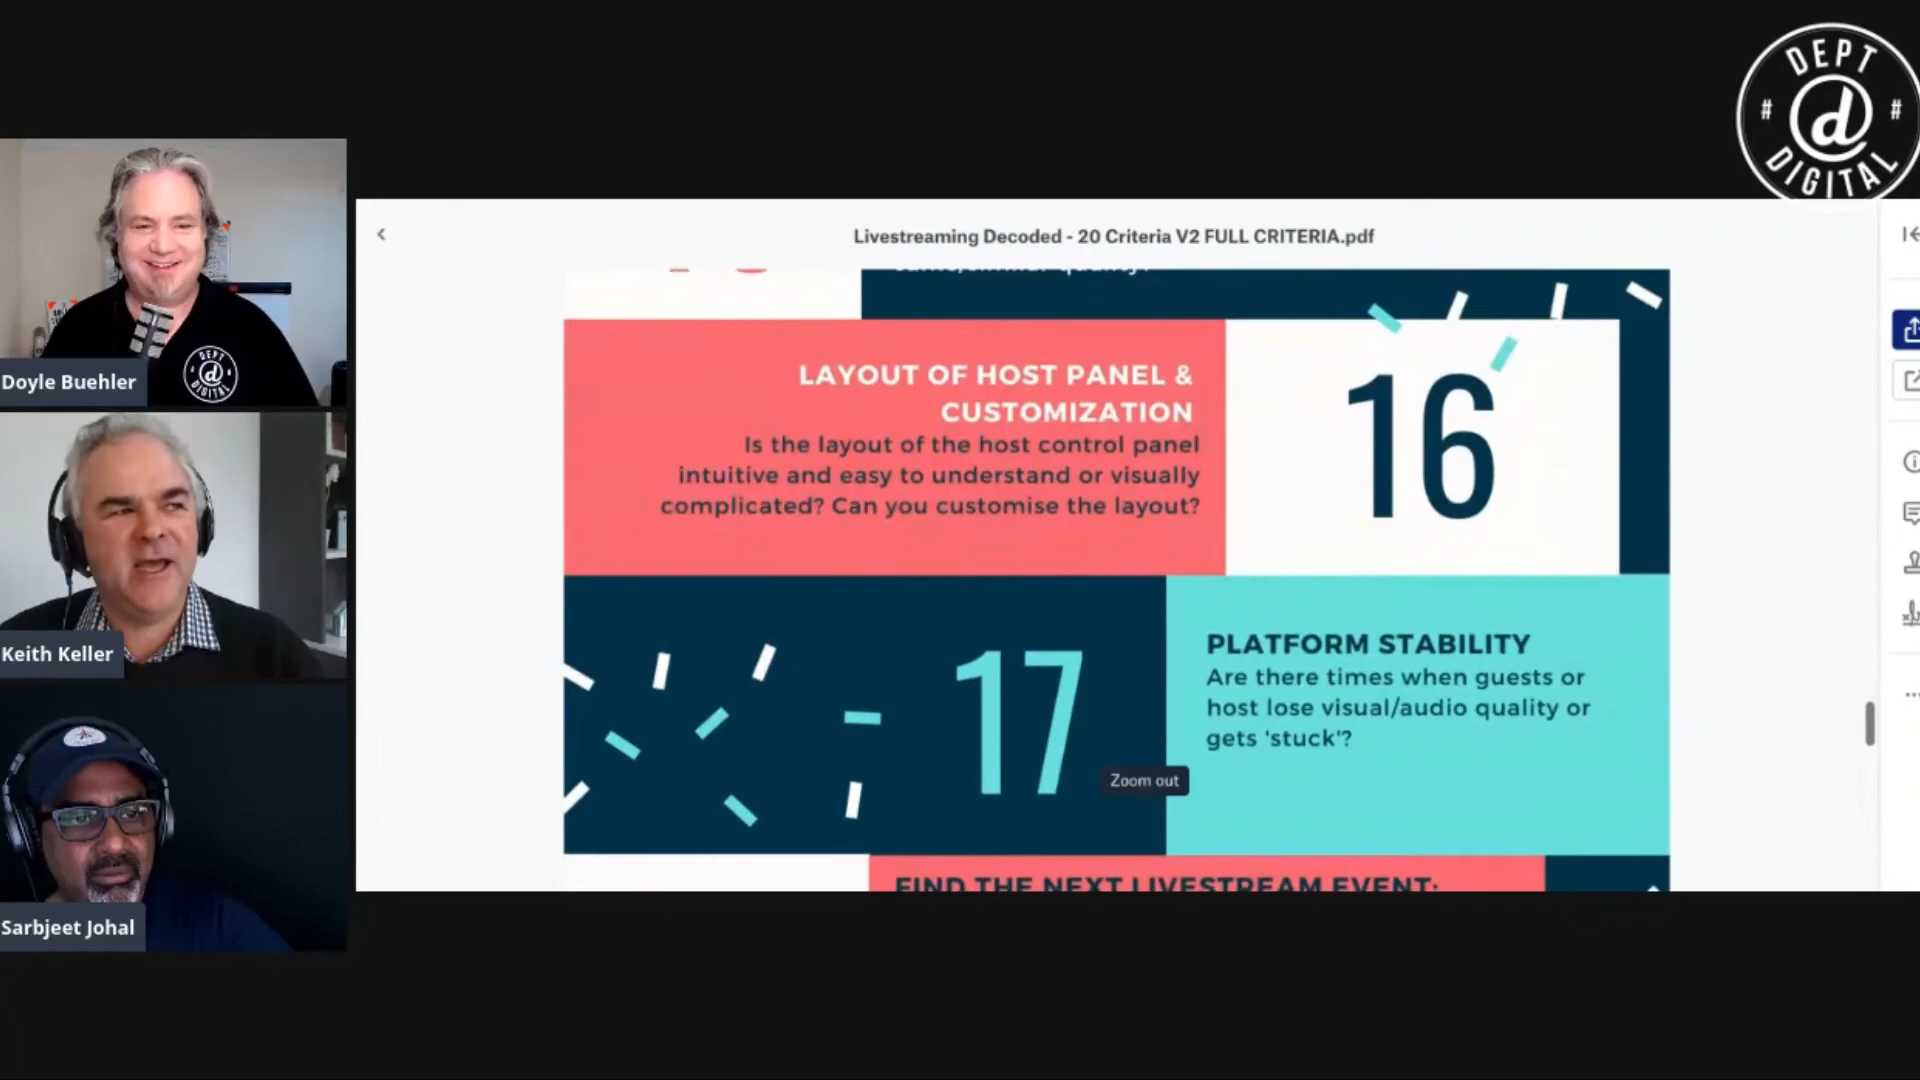 DEPT
# d #
DIGITAL
Doyle Buehler
DEPT
# d #
DIGITAL
Keith Keller
Sarbjeet Johal
Livestreaming Decoded - 20 Criteria V2 FULL CRITERIA.pdf
LAYOUT OF HOST PANEL &
CUSTOMIZATION
Is the layout of the host control panel
intuitive and easy to understand or visually
complicated? Can you customise the layout?
16
17
PLATFORM STABILITY
Are there times when guests or
host lose visual/audio quality or
gets 'stuck'?
Zoom out
FIND THE NEXT LIVESTREAM EVENT: